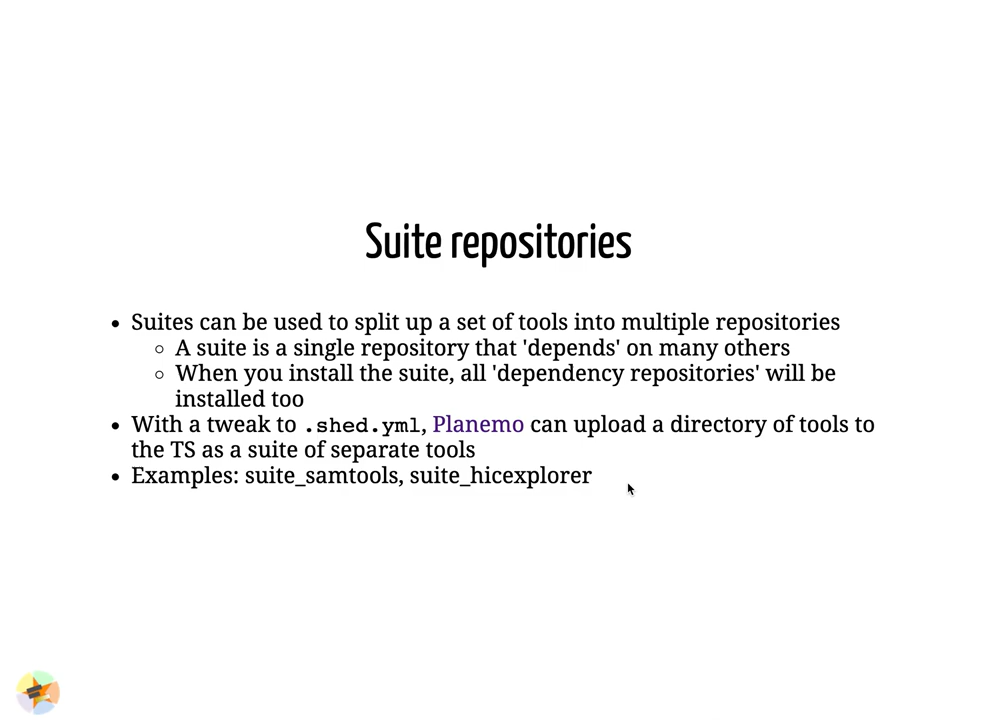 Suite repositories
Suites can be used to split up a set of tools into multiple repositories
A suite is a single repository that 'depends' on many others
When you install the suite, all 'dependency repositories' will be
installed too
With a tweak to .shed.yml, Planemo can upload a directory of tools to
the TS as a suite of separate tools
Examples: suite_samtools, suite_hicexplorer